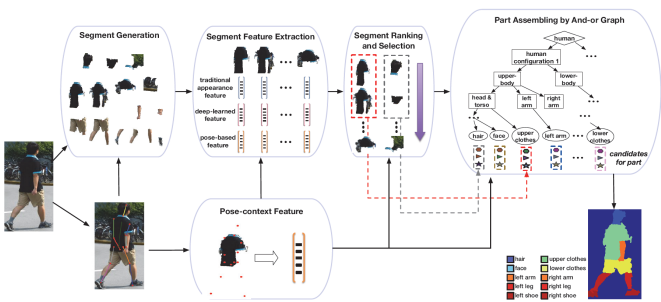 Segment Generation
Segment Feature Extraction
traditional
appearance
feature
deep-learned
feature
pose-based
feature
Segment Ranking
and Selection
Part Assembling by And-or Graph
human
human
configuration 1
upper-
body
lower-
body
head &
torso
left
arm
right
arm
hair
face
upper
clothes
left arm
lower
clothes
candidates
for part
Pose-context Feature
hair
upper clothes
face
lower clothes
left arm
right arm
left leg
right leg
left shoe
right shoe